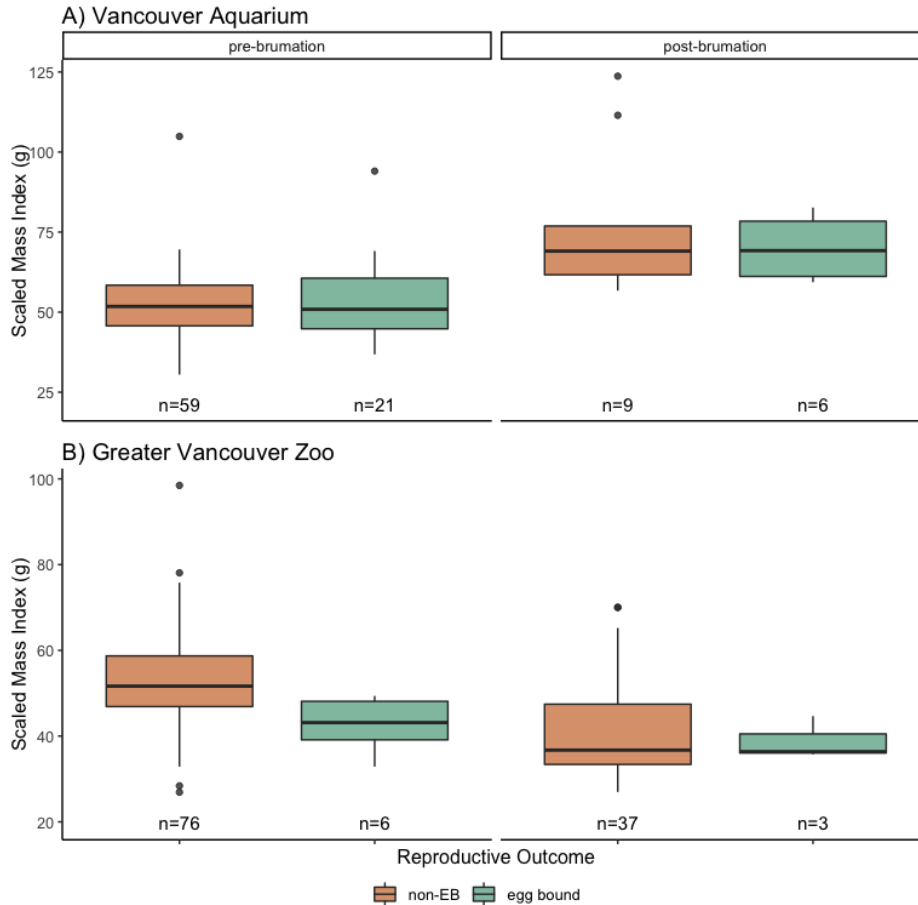 A) Vancouver Aquarium
pre-brumation
post-brumation
Scaled Mass Index (g)
125
100
75
50
25
n=59
n=21
n=9
n=6
B) Greater Vancouver Zoo
Scaled Mass Index (g)
100
80
60
40
20
n=76
n=6
n=37
n=3
Reproductive Outcome
non-EB
egg bound